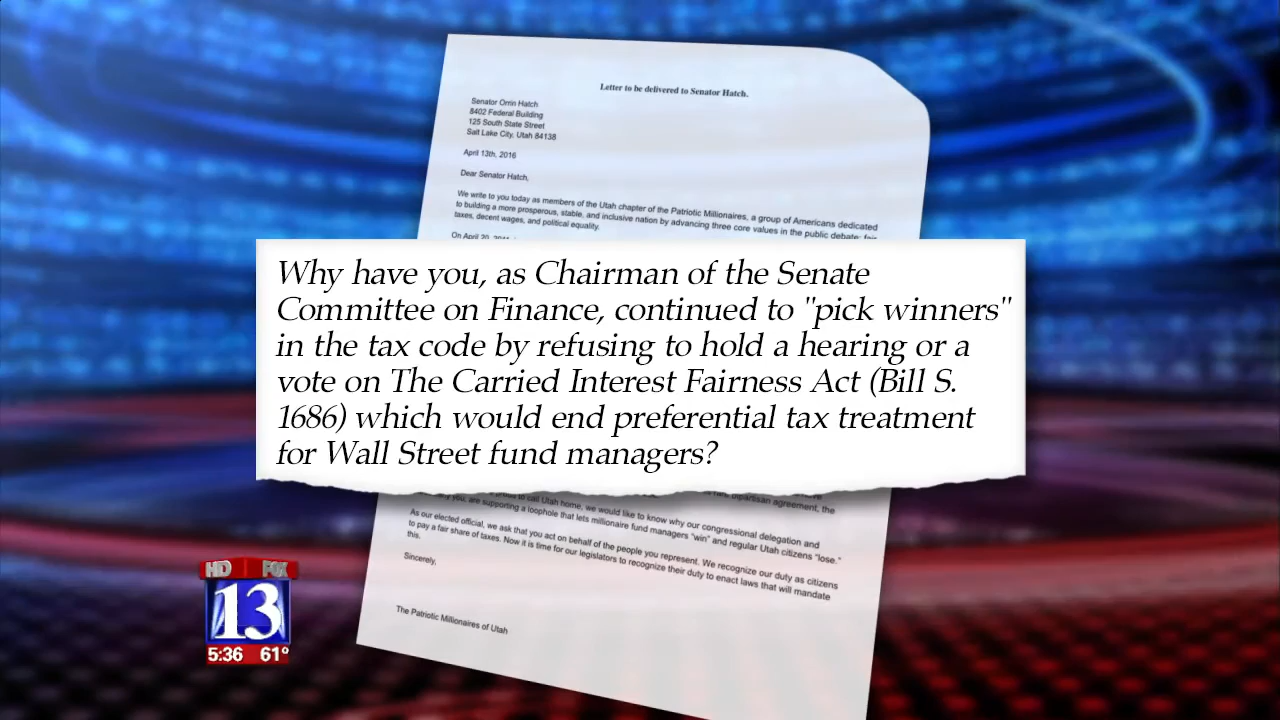 Letter to be delivered to Senator Hatch.
Senator Orrin Hatch
8402 Federal Building
125 South State Street
Salt Lake City, Utah 84138
April 13th, 2016
Dear Senator Hatch,
We write to you today as members of the Utah chapter of the Patriotic Millionaires, a group of Americans dedicated
to building a more prosperous, stable, and inclusive nation by advancing three core values in the public debate: fair
taxes, decent wages, and political equality.
On April 20,
Why have you, as Chairman of the Senate
Committee on Finance, continued to "pick winners"
in the tax code by refusing to hold a hearing or a
vote on The Carried Interest Fairness Act (Bill S.
1686) which would end preferential tax treatment
for Wall Street fund managers?
bipartisan agreement, the
to call Utah home, we would like to know why our congressional delegation and
you, are supporting a loophole that lets millionaire fund managers "win" and regular Utah citizens "lose."
As our elected official, we ask that you act on behalf of the people you represent. We recognize our duty as citizens
to pay a fair share of taxes. Now it is time for our legislators to recognize their duty to enact laws that will mandate
this.
Sincerely,
The Patriotic Millionaires of Utah
HD FOX
13
5:36 61°